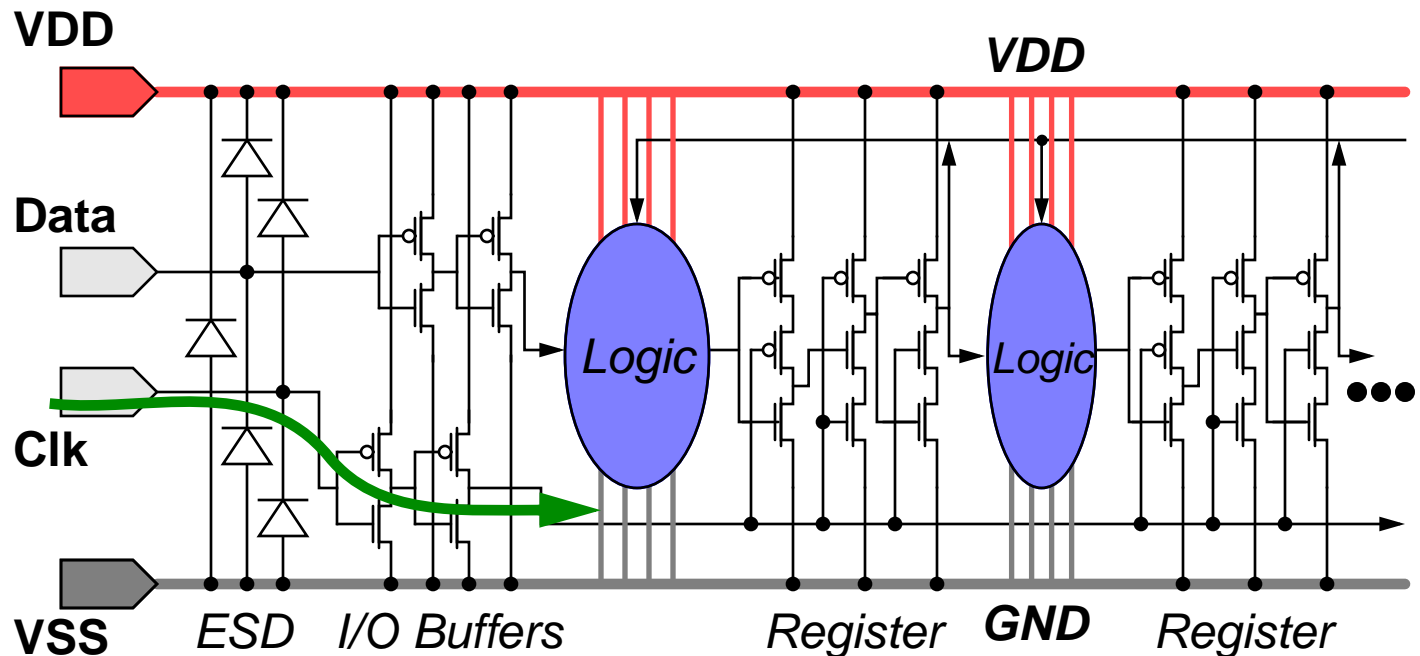 VDD
VDD
Data
Logic
Logic
Clk
VSS
ESD
I/O Buffers
Register
GND
Register